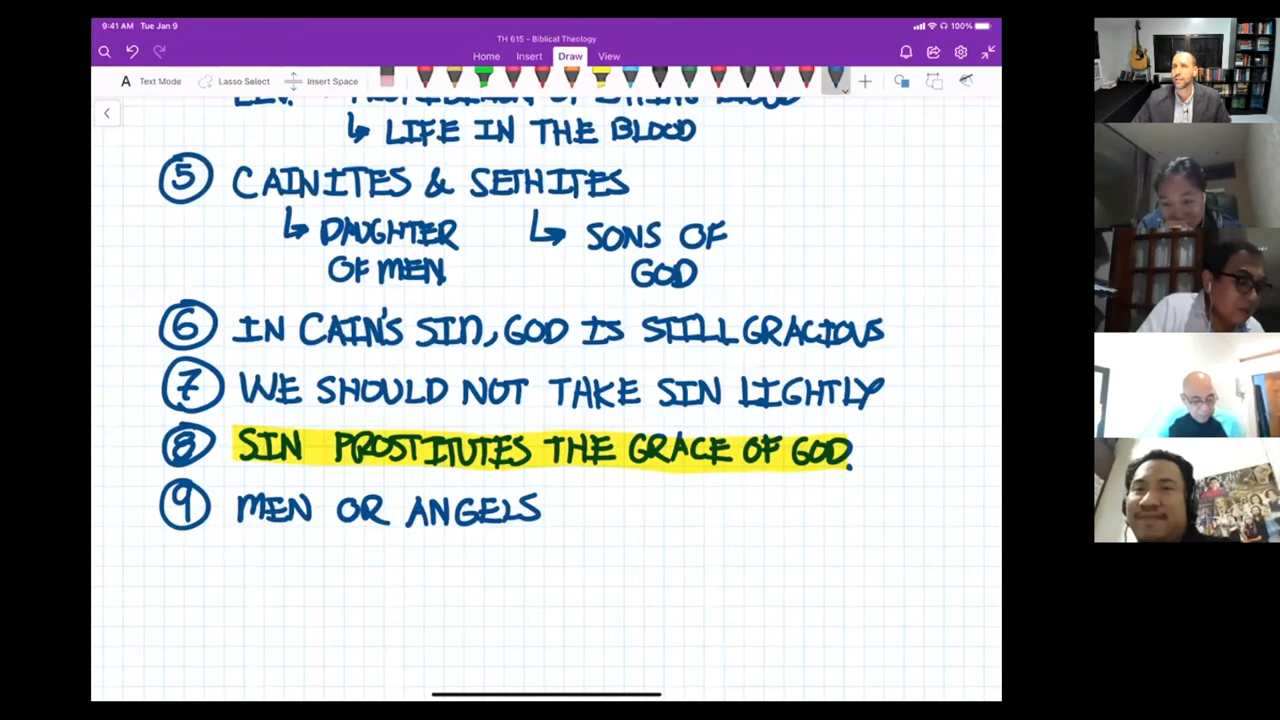 9:41 AM Tue Jan 9
100%
TH 615 - Biblical Theology
Home Insert Draw View
Text Mode Lasso Select Insert Space
↳ LIFE IN THE BLOOD
5 CAINITES & SETHITES
↳ DAUGHTER OF MEN
↳ SONS OF GOD
6 IN CAIN'S SIN, GOD IS STILL GRACIOUS
7 WE SHOULD NOT TAKE SIN LIGHTLY
8 SIN PROSTITUTES THE GRACE OF GOD.
9 MEN OR ANGELS